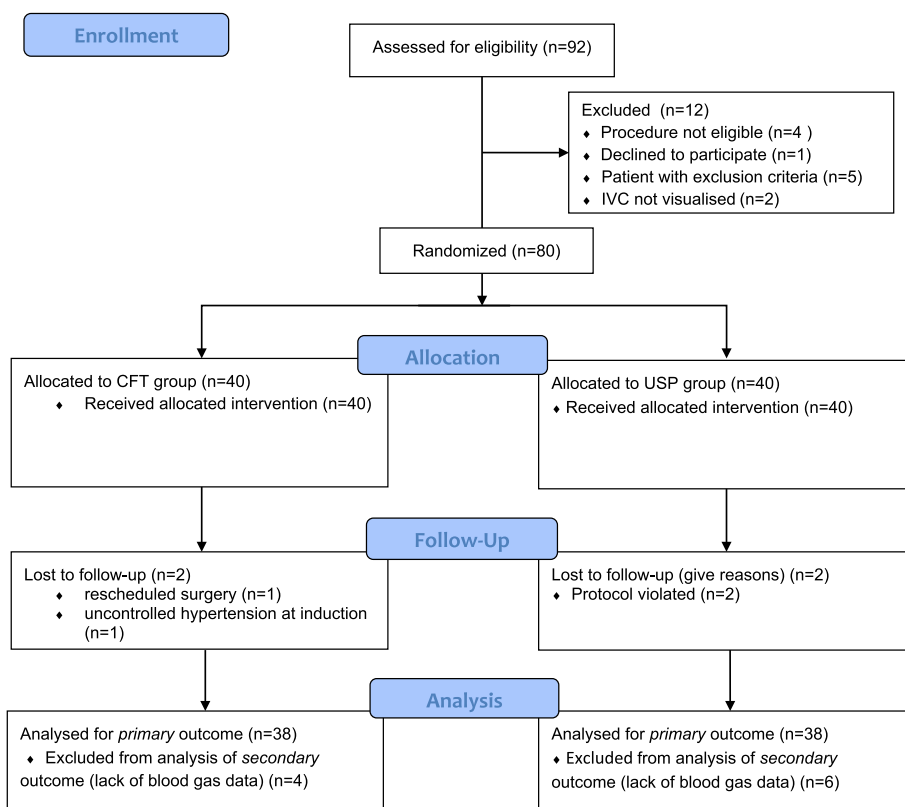 Enrollment
Assessed for eligibility (n=92)
Excluded (n=12)
♦ Procedure not eligible (n=4 )
♦ Declined to participate (n=1)
♦ Patient with exclusion criteria (n=5)
♦ IVC not visualised (n=2)
Randomized (n=80)
Allocation
Allocated to CFT group (n=40)
♦ Received allocated intervention (n=40)
Allocated to USP group (n=40)
♦ Received allocated intervention (n=40)
Follow-Up
Lost to follow-up (n=2)
♦ rescheduled surgery (n=1)
♦ uncontrolled hypertension at induction
(n=1)
Lost to follow-up (give reasons) (n=2)
♦ Protocol violated (n=2)
Analysis
Analysed for primary outcome (n=38)
♦ Excluded from analysis of secondary
outcome (lack of blood gas data) (n=4)
Analysed for primary outcome (n=38)
♦ Excluded from analysis of secondary
outcome (lack of blood gas data) (n=6)